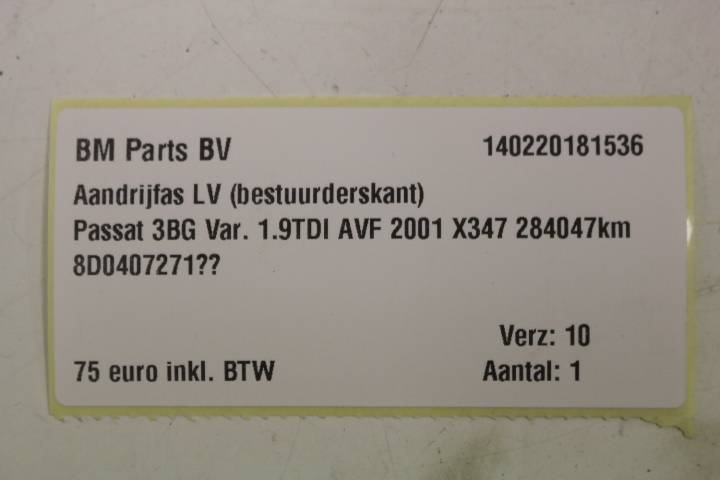 BM Parts BV 140220181536
Aandrijfas LV (bestuurderskant)
Passat 3BG Var. 1.9TDI AVF 2001 X347 284047km
8D0407271??
Verz: 10
75 euro inkl. BTW Aantal: 1